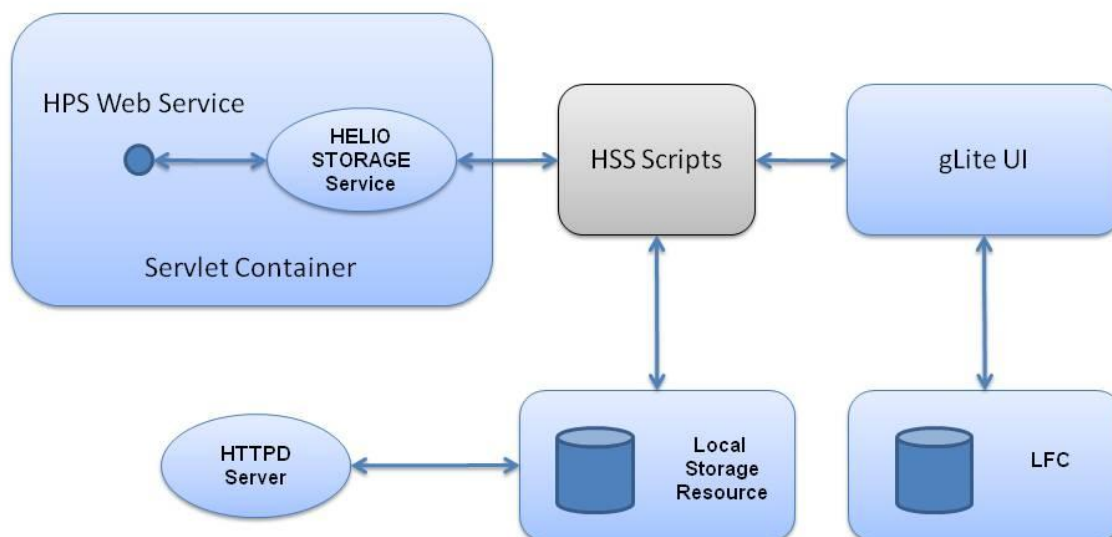 HPS Web Service
HELIO
STORAGE
Service
Servlet Container
HSS Scripts
gLite UI
HTTPD
Server
Local
Storage
Resource
LFC